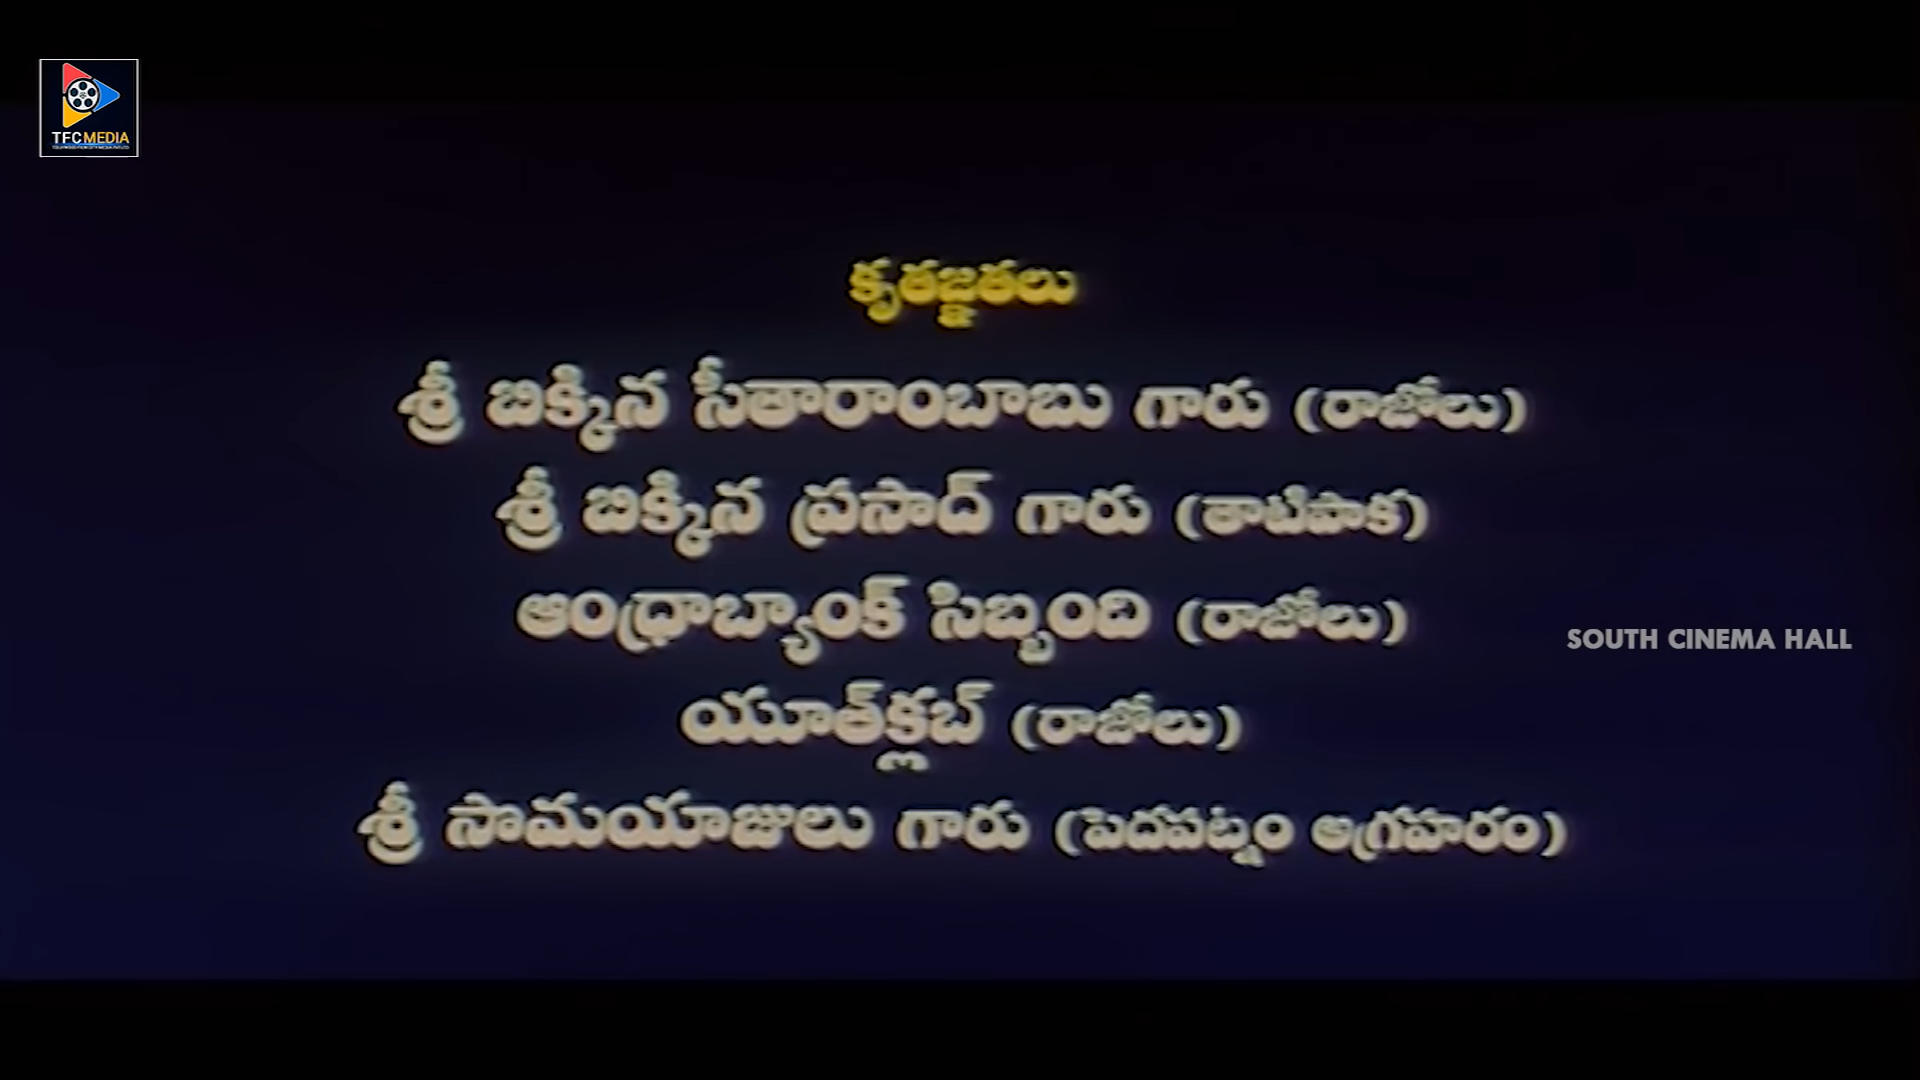 TFCMEDIA
కృతజ్ఞతలు
శ్రీ బిక్కిన సీతారాంబాబు గారు (రాజోలు)
శ్రీ బిక్కిన ప్రసాద్ గారు (తాటిపాక)
ఆంధ్రాబ్యాంక్ సిబ్బంది (రాజోలు)
SOUTH CINEMA HALL
యూత్‌క్లబ్ (రాజోలు)
శ్రీ సొమయాజులు గారు (పెదపట్నం అగ్రహారం)